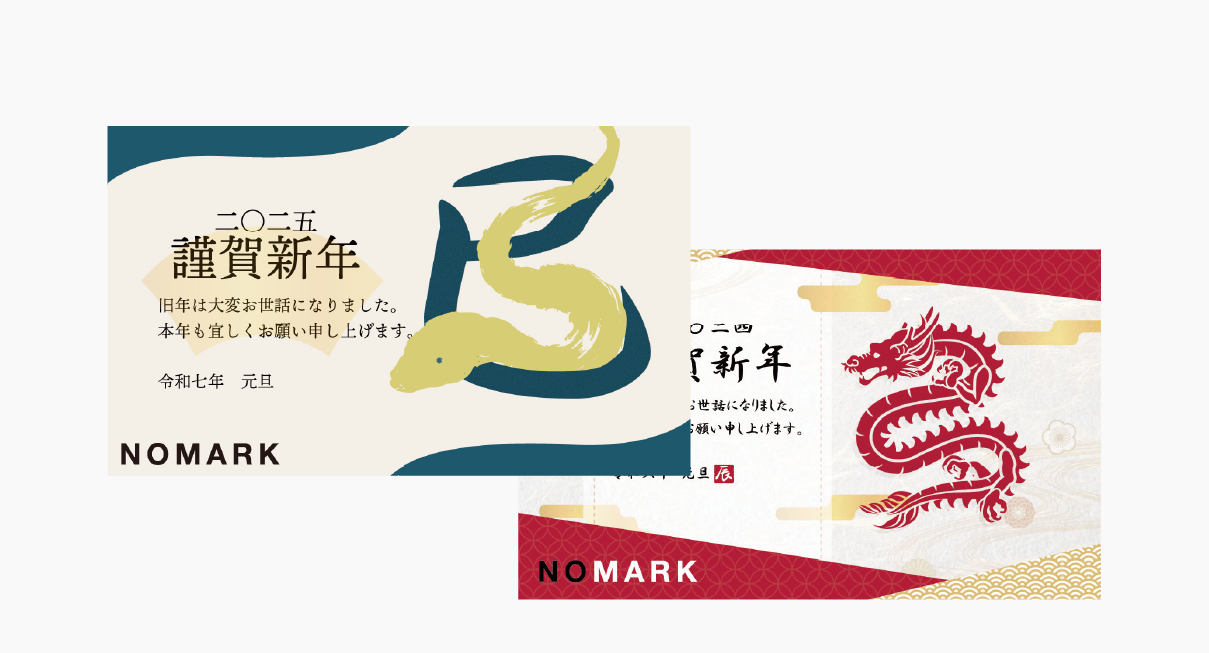 二〇二五
謹賀新年
旧年は大変お世話になりました。
本年も宜しくお願い申し上げます。
令和七年 元旦
NOMARK
巳
〇二四
賀新年
お世話になりました。
お願い申し上げます。
元旦 辰
NOMARK